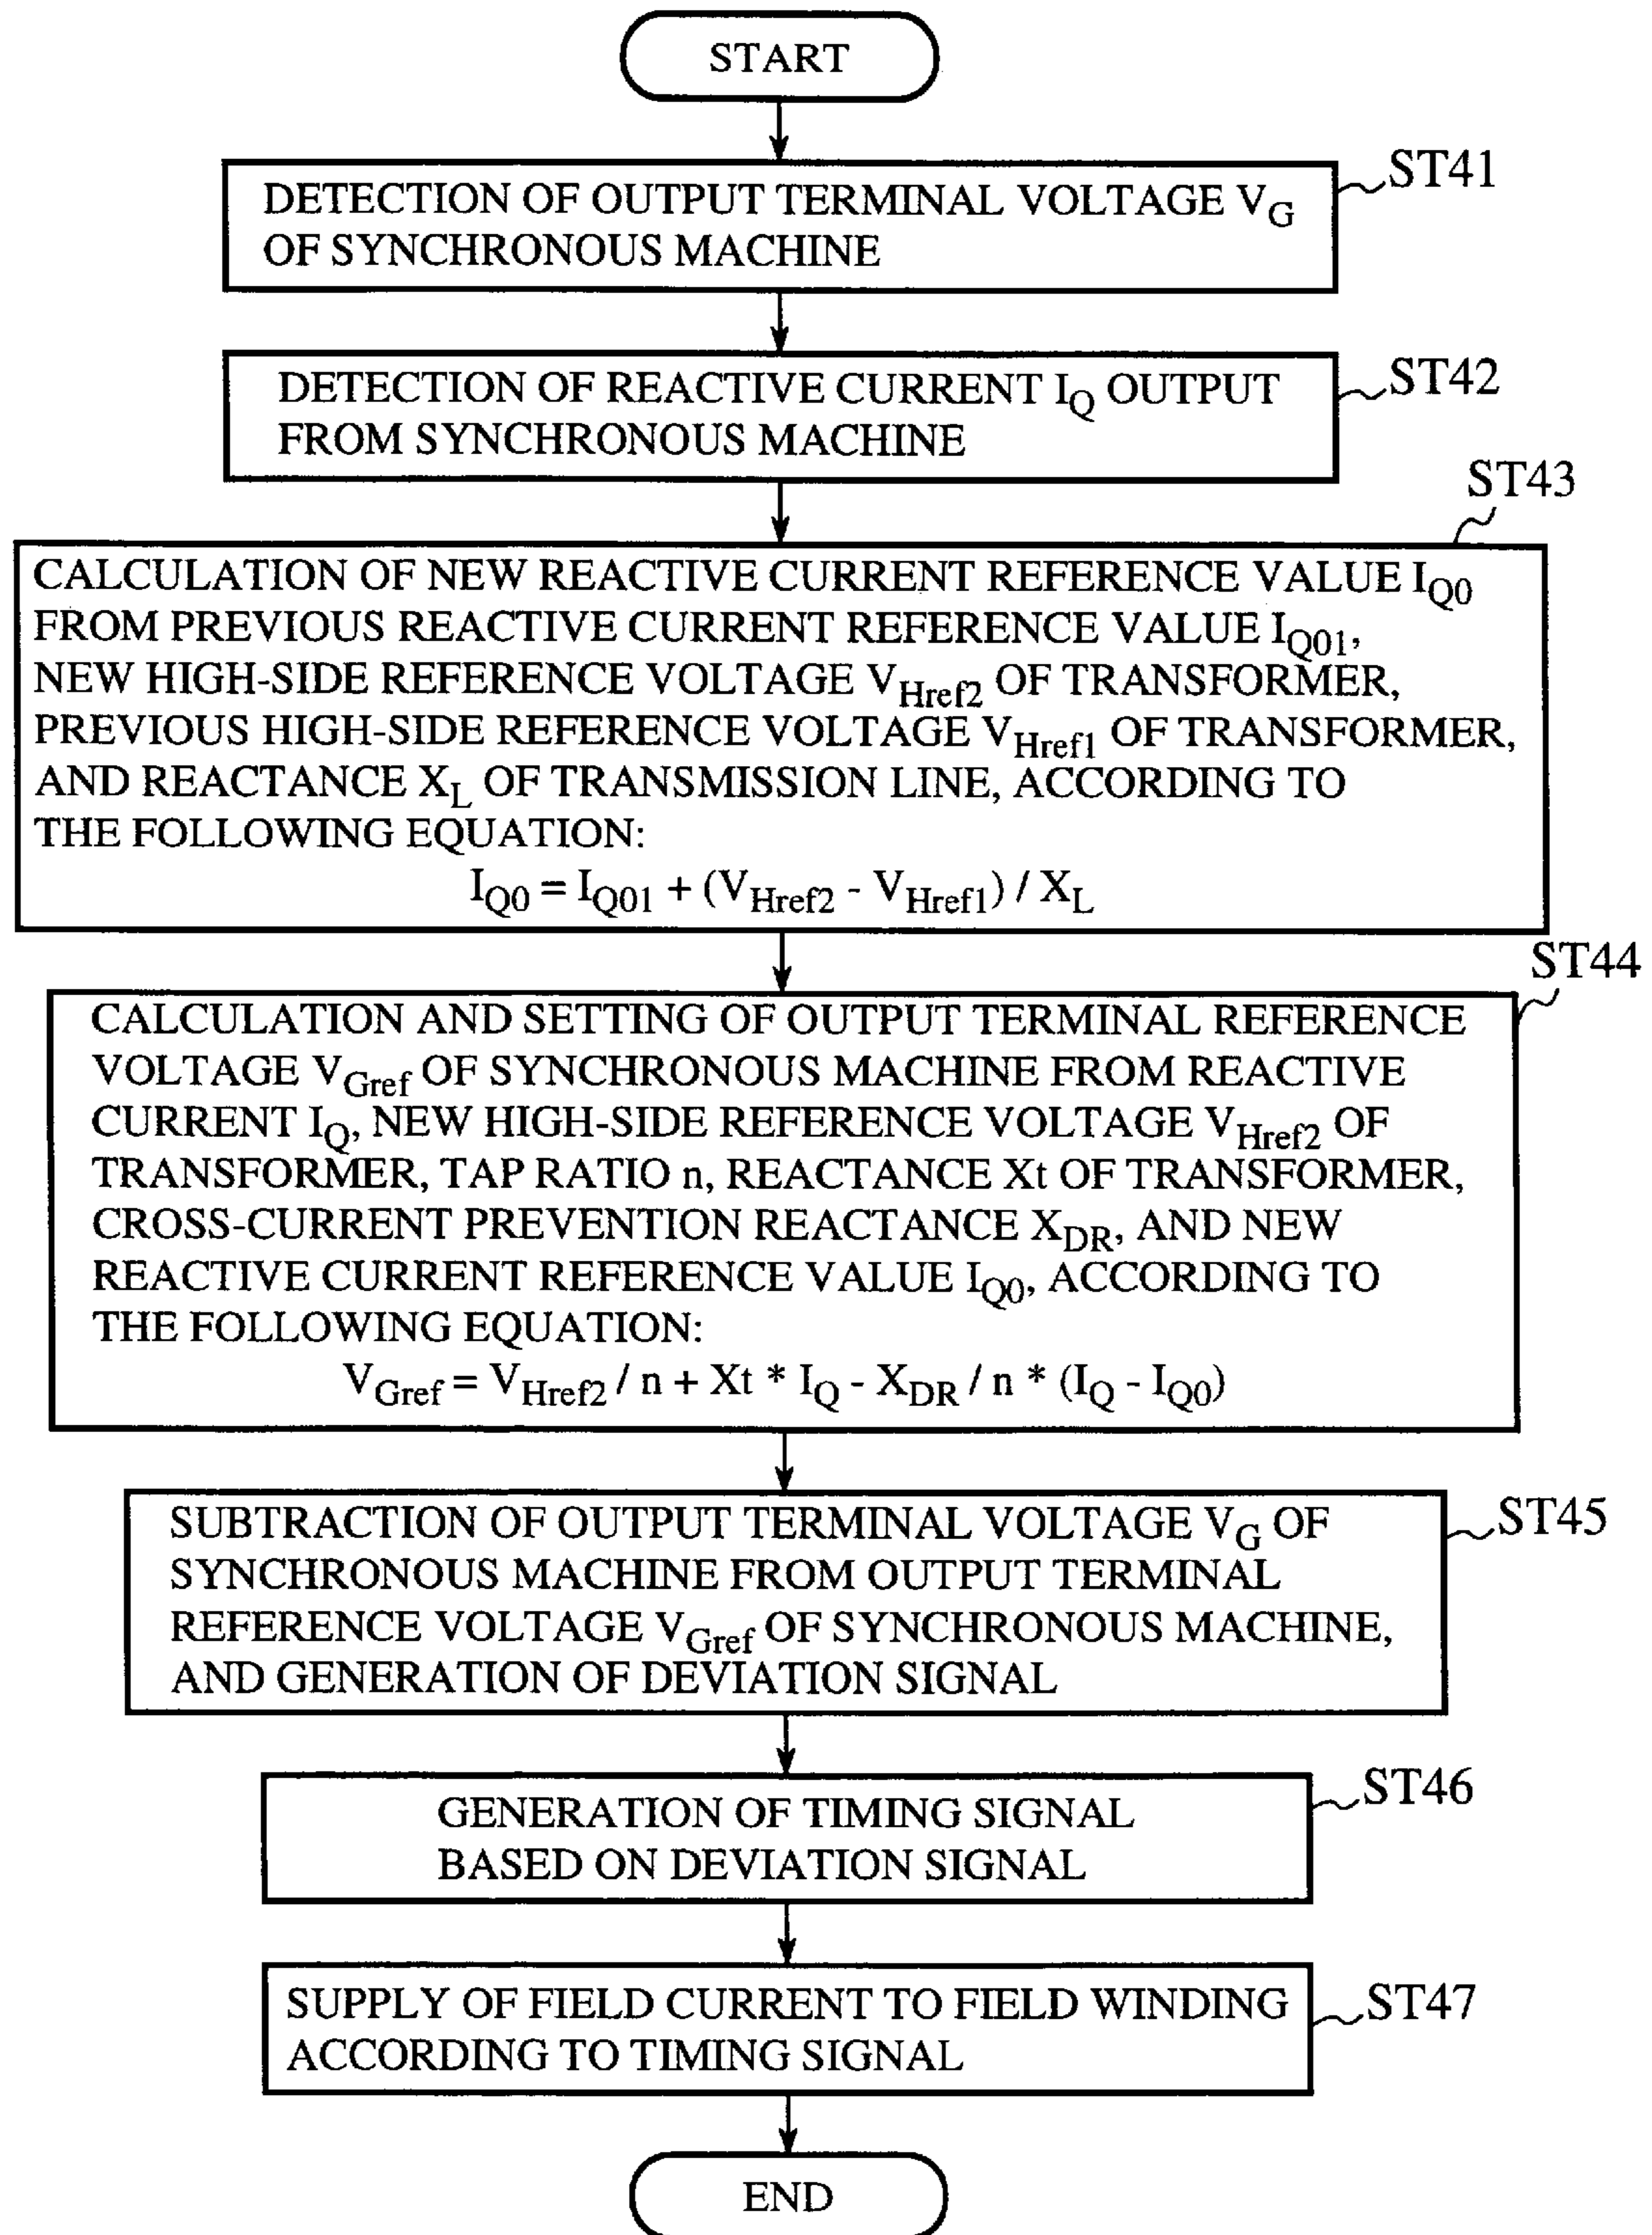 START
ST41
DETECTION OF OUTPUT TERMINAL VOLTAGE VG
OF SYNCHRONOUS MACHINE
ST42
DETECTION OF REACTIVE CURRENT IQ OUTPUT
FROM SYNCHRONOUS MACHINE
ST43
CALCULATION OF NEW REACTIVE CURRENT REFERENCE VALUE IQ0
FROM PREVIOUS REACTIVE CURRENT REFERENCE VALUE IQ01,
NEW HIGH-SIDE REFERENCE VOLTAGE VHref2 OF TRANSFORMER,
PREVIOUS HIGH-SIDE REFERENCE VOLTAGE VHref1 OF TRANSFORMER,
AND REACTANCE XL OF TRANSMISSION LINE, ACCORDING TO
THE FOLLOWING EQUATION:
IQ0 = IQ01 + (VHref2 - VHref1) / XL
ST44
CALCULATION AND SETTING OF OUTPUT TERMINAL REFERENCE
VOLTAGE VGref OF SYNCHRONOUS MACHINE FROM REACTIVE
CURRENT IQ, NEW HIGH-SIDE REFERENCE VOLTAGE VHref2 OF
TRANSFORMER, TAP RATIO n, REACTANCE Xt OF TRANSFORMER,
CROSS-CURRENT PREVENTION REACTANCE XDR, AND NEW
REACTIVE CURRENT REFERENCE VALUE IQ0, ACCORDING TO
THE FOLLOWING EQUATION:
VGref = VHref2 / n + Xt * IQ - XDR / n * (IQ - IQ0)
ST45
SUBTRACTION OF OUTPUT TERMINAL VOLTAGE VG OF
SYNCHRONOUS MACHINE FROM OUTPUT TERMINAL
REFERENCE VOLTAGE VGref OF SYNCHRONOUS MACHINE,
AND GENERATION OF DEVIATION SIGNAL
ST46
GENERATION OF TIMING SIGNAL
BASED ON DEVIATION SIGNAL
ST47
SUPPLY OF FIELD CURRENT TO FIELD WINDING
ACCORDING TO TIMING SIGNAL
END